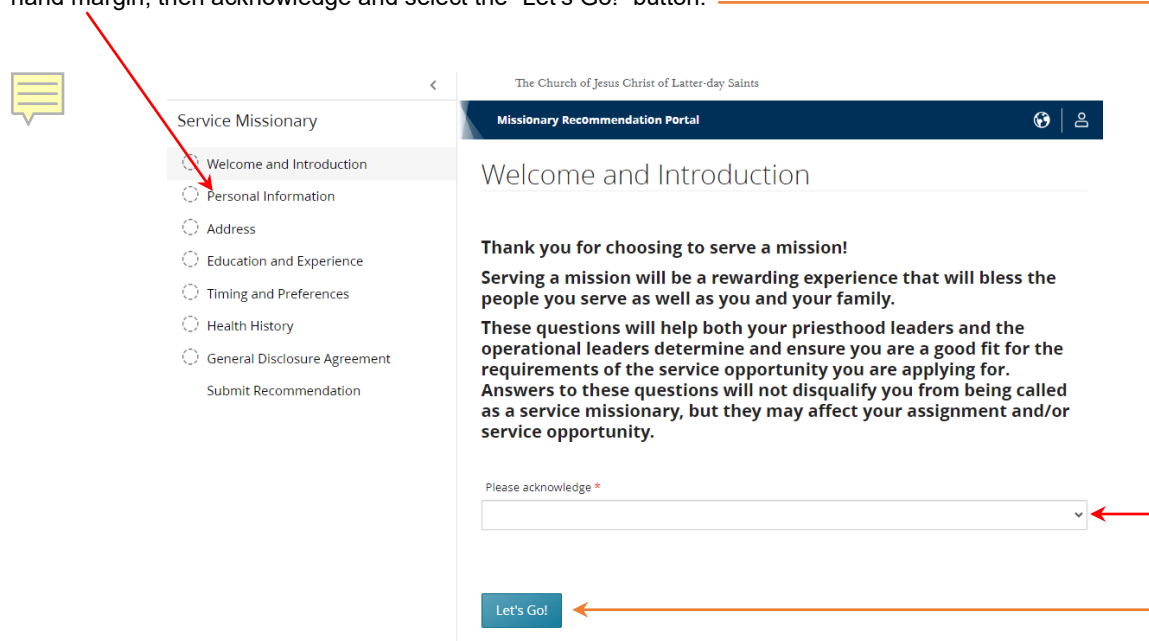 hand margin, then acknowledge and select the "Let's Go!" button.
The Church of Jesus Christ of Latter-day Saints
Service Missionary
Missionary Recommendation Portal
Welcome and Introduction
Personal Information
Address
Education and Experience
Timing and Preferences
Health History
General Disclosure Agreement
Submit Recommendation
Welcome and Introduction
Thank you for choosing to serve a mission!
Serving a mission will be a rewarding experience that will bless the
people you serve as well as you and your family.
These questions will help both your priesthood leaders and the
operational leaders determine and ensure you are a good fit for the
requirements of the service opportunity you are applying for.
Answers to these questions will not disqualify you from being called
as a service missionary, but they may affect your assignment and/or
service opportunity.
Please acknowledge *
Let's Go!